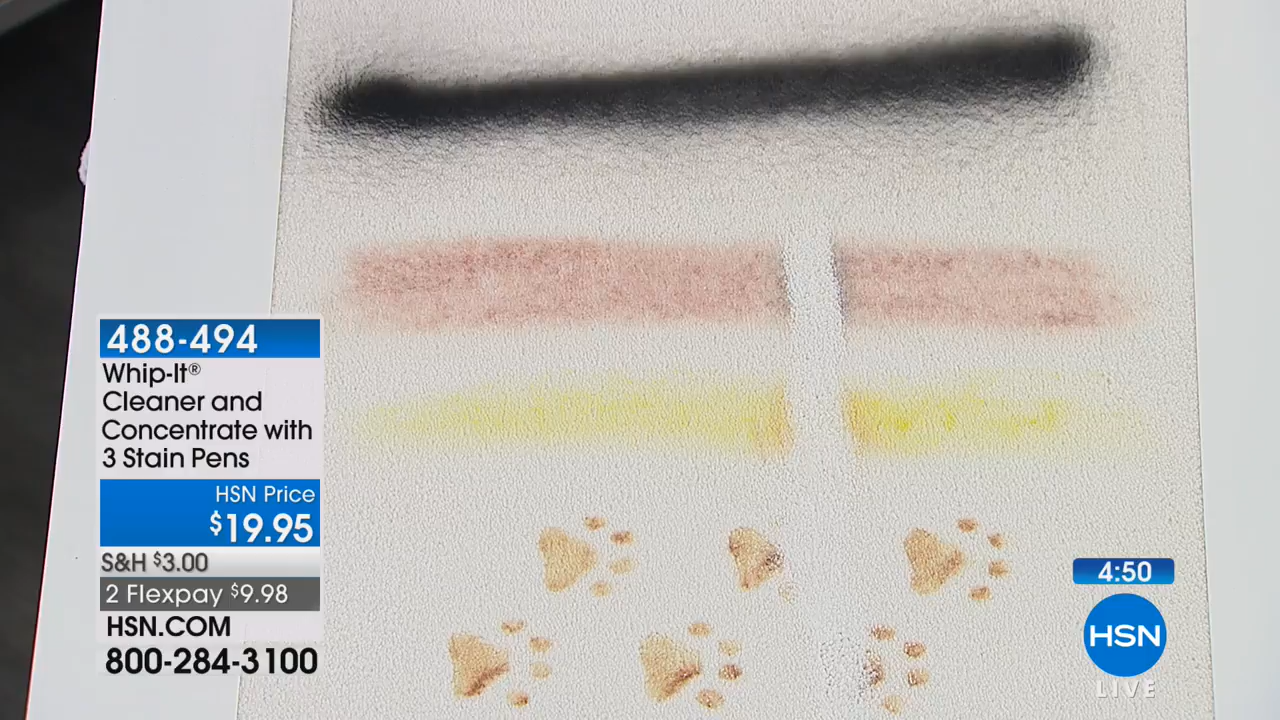 488-494
Whip-It®
Cleaner and
Concentrate with
3 Stain Pens
HSN Price
$19.95
S&H $3.00
2 Flexpay $9.98
HSN.COM
800-284-3100
4:50
HSN
LIVE